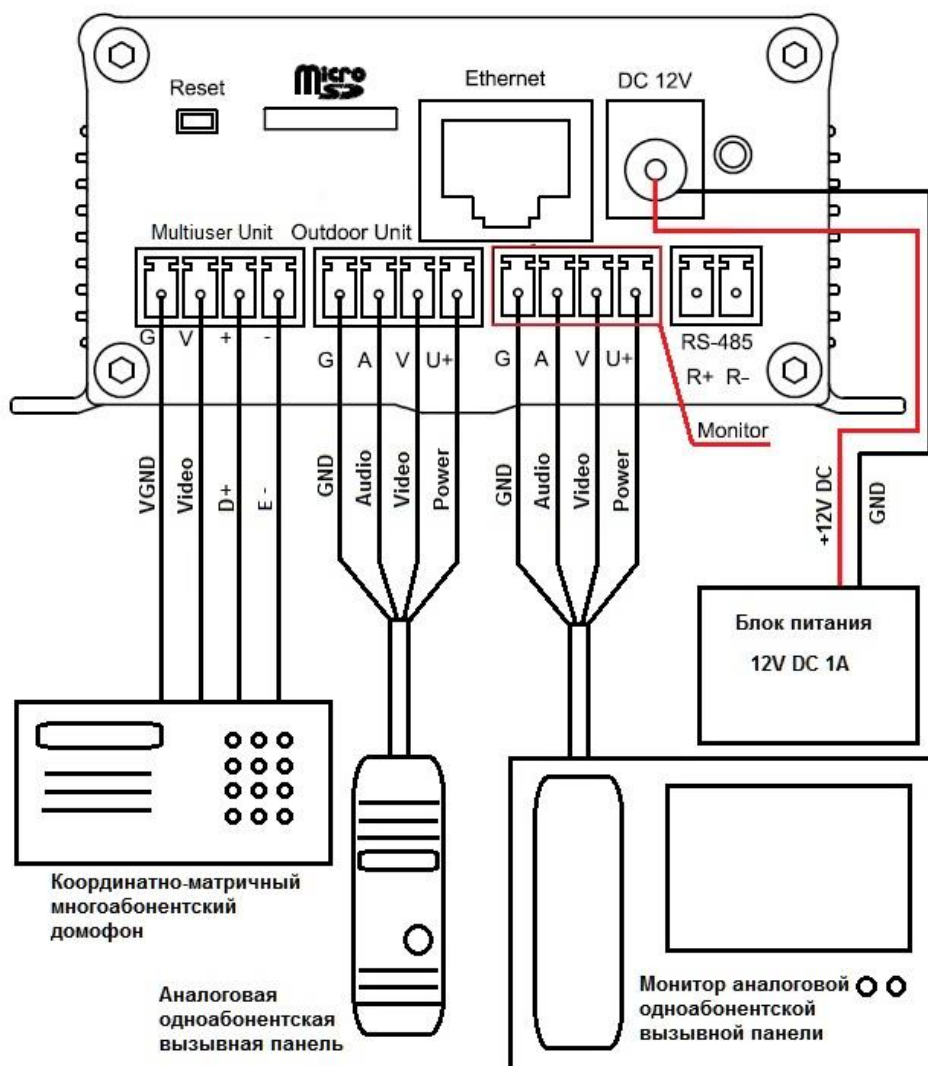 Reset
Micro SD
Ethernet
DC 12V
Multiuser Unit
Outdoor Unit
G V + -
G A V U+
G A V U+
RS-485
R+ R-
Monitor
VGND
Video
D+
E -
GND
Audio
Video
Power
GND
Audio
Video
Power
+12V DC
GND
Блок питания
12V DC 1A
Координатно-матричный
многоабонентский
домофон
Аналоговая
одноабонентская
вызывная панель
Монитор аналоговой
одноабонентской
вызывной панели